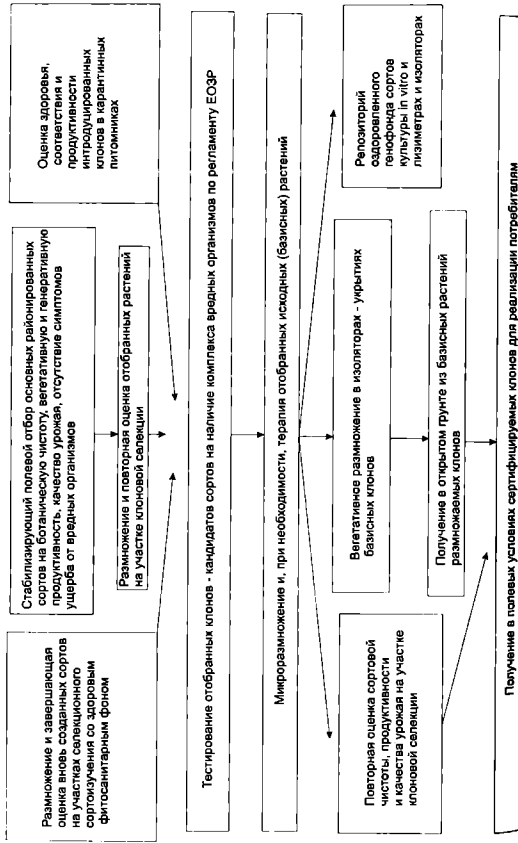 Размножение и завершающая
оценка вновь созданных сортов
на участках селекционного
сортоизучения со здоровым
фитосанитарным фоном
Стабилизирующий полевой отбор основных районированных
сортов на ботаническую чистоту, вегетативную и генеративную
продуктивность, качество урожая, отсутствие симптомов
ущерба от вредных организмов
Размножение и повторная оценка отобранных растений
на участке клоновой селекции
Оценка здоровья,
соответствия и
продуктивности
интродуцированных
клонов в карантинных
питомниках
Тестирование отобранных клонов - кандидатов сортов на наличие комплекса вредных организмов по регламенту ЕОЗР
Микроразмножение и, при необходимости, терапия отобранных исходных (базисных) растений
Повторная оценка сортовой
чистоты, продуктивности
и качества урожая на участке
клоновой селекции
Вегетативное размножение в изоляторах - укрытиях
базисных клонов
Получение в открытом грунте из базисных растений
размножаемых клонов
Репозиторий
оздоровленного
генофонда сортов
культуры in vitro и
лизиметрах и изоляторах
Получение в полевых условиях сертифицируемых клонов для реализации потребителям